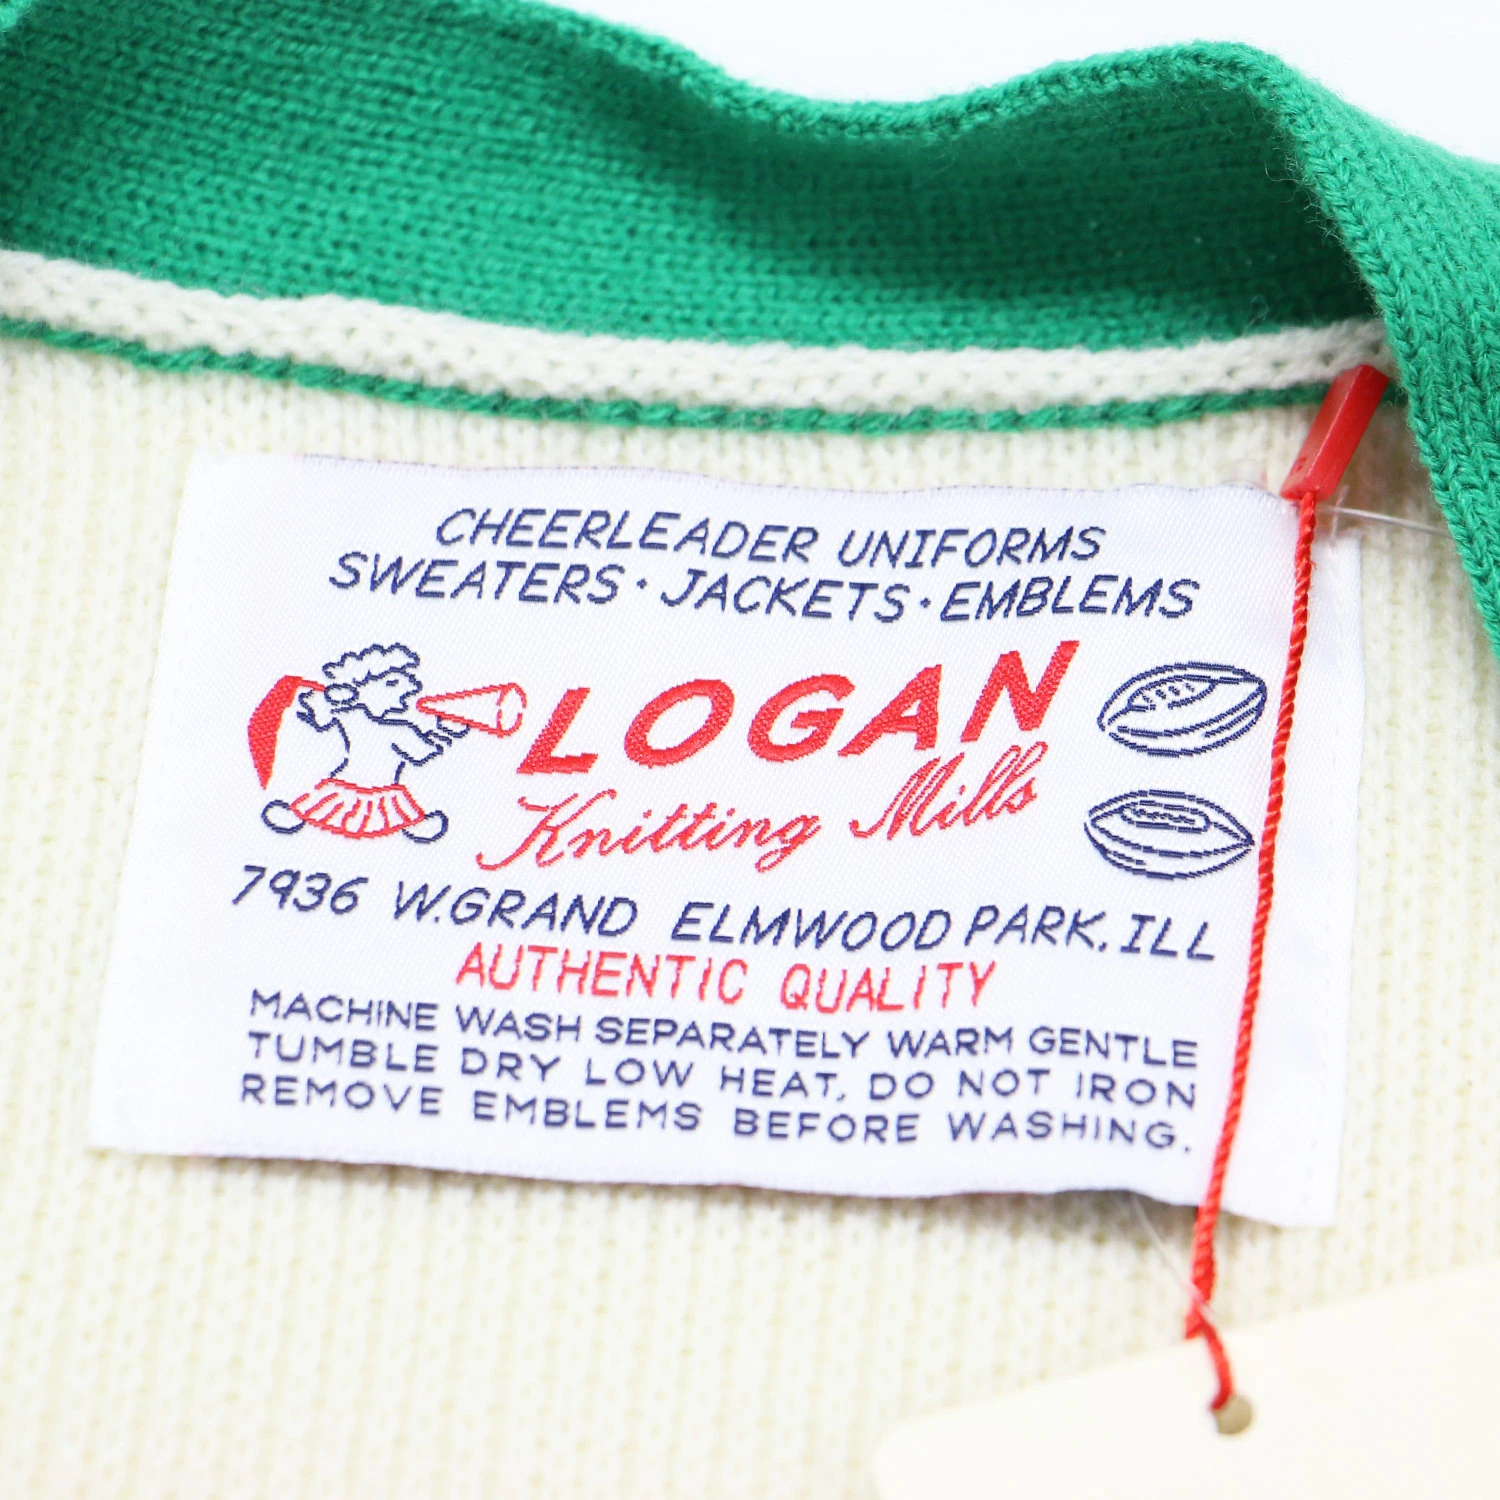 CHEERLEADER UNIFORMS
SWEATERS · JACKETS · EMBLEMS
LOGAN
Knitting Mills
7936 W.GRAND ELMWOOD PARK. ILL
AUTHENTIC QUALITY
MACHINE WASH SEPARATELY WARM GENTLE
TUMBLE DRY LOW HEAT. DO NOT IRON
REMOVE EMBLEMS BEFORE WASHING.